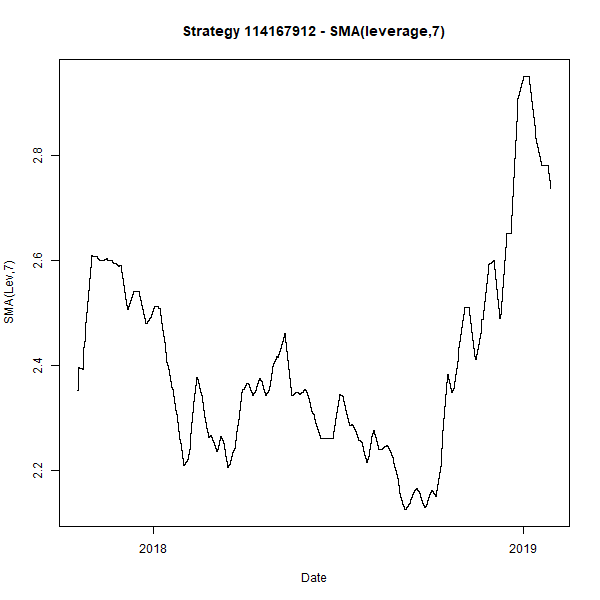 Strategy 114167912 - SMA(leverage,7)
SMA(Lev,7)
2.8
2.6
2.4
2.2
2018 2019
Date